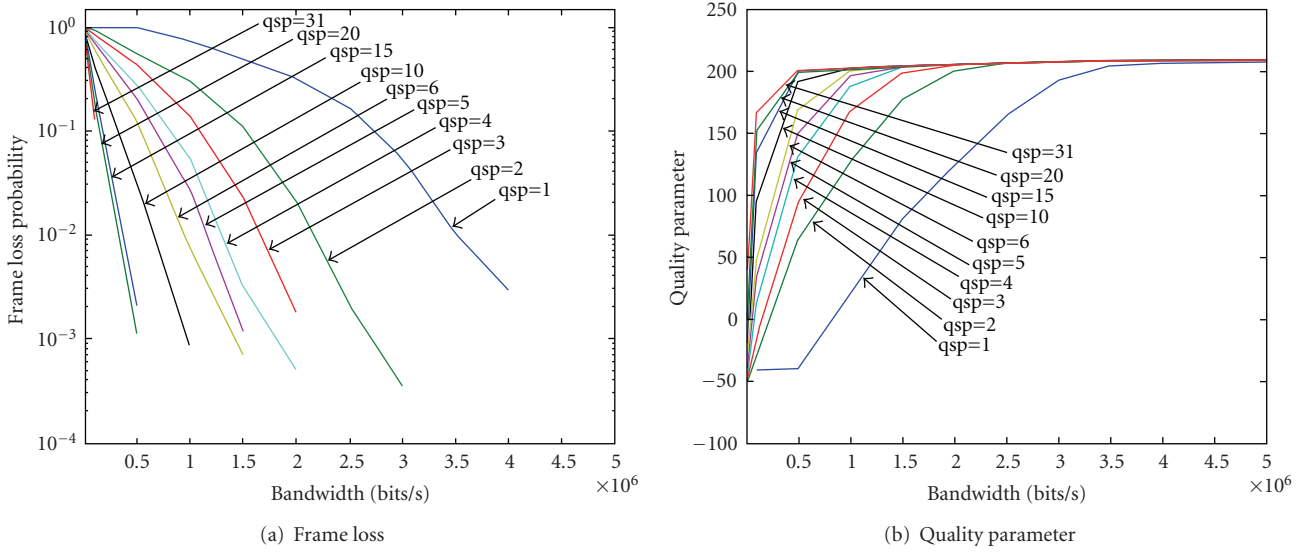 10^0
10^-1
10^-2
10^-3
10^-4
Frame loss probability
qsp=31
qsp=20
qsp=15
qsp=10
qsp=6
qsp=5
qsp=4
qsp=3
qsp=2
qsp=1
0.5 1 1.5 2 2.5 3 3.5 4 4.5 5
×10^6
Bandwidth (bits/s)
(a) Frame loss
250
200
150
100
50
0
−50
−100
Quality parameter
qsp=31
qsp=20
qsp=15
qsp=10
qsp=6
qsp=5
qsp=4
qsp=3
qsp=2
qsp=1
0.5 1 1.5 2 2.5 3 3.5 4 4.5 5
×10^6
Bandwidth (bits/s)
(b) Quality parameter